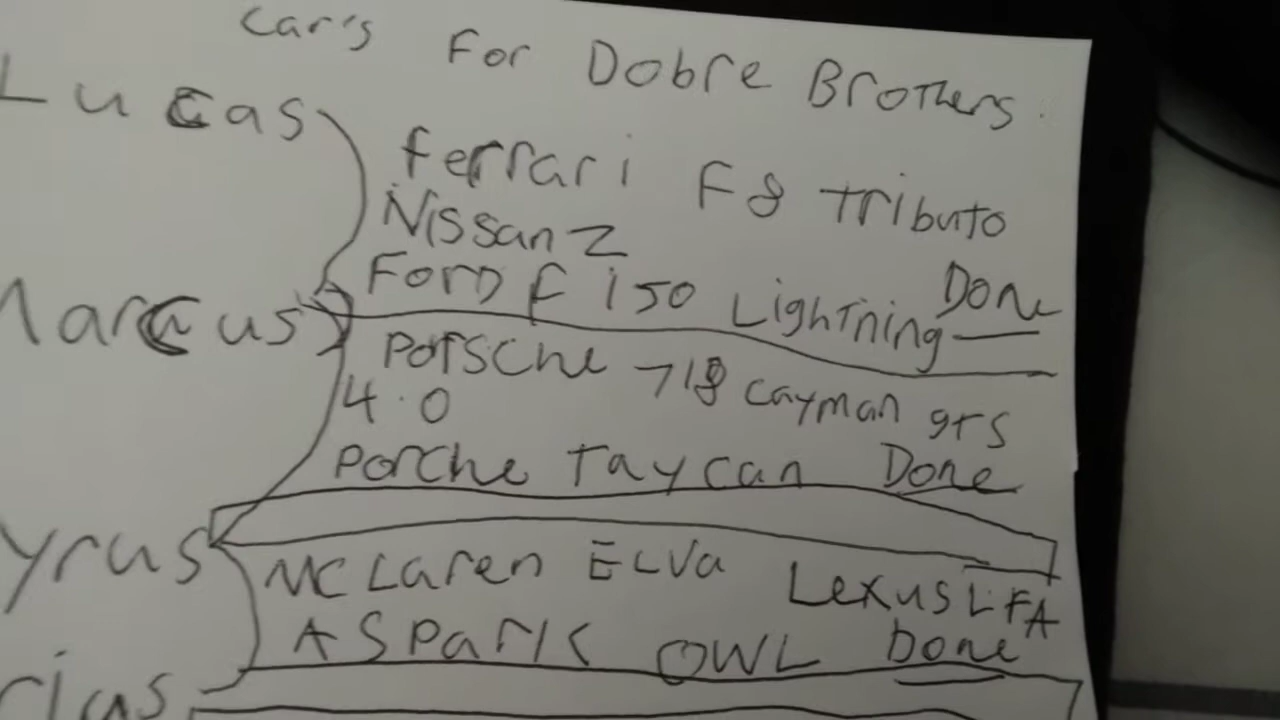 Car's For Dobre Brothers
Lucas
Ferrari F8 Tributo
Nissan Z
Ford F 150 Lightning Done
Marcus
Porsche 718 Cayman gts
4.0
Porche Taycan Done
yrus
McLaren ELVA Lexus LFA
ASPARK OWL Done
rius